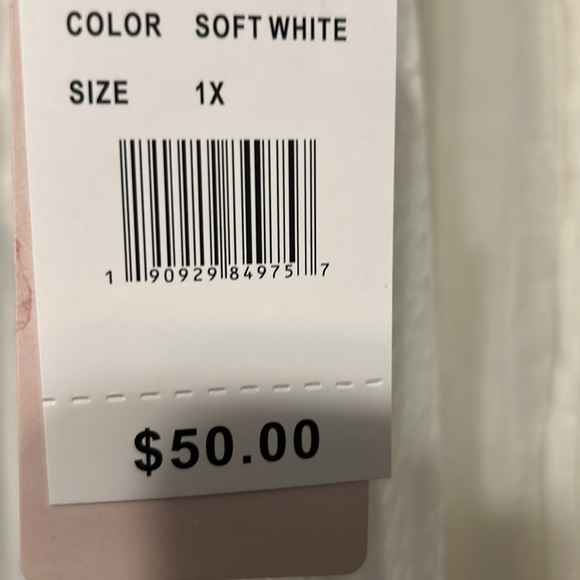 COLOR SOFT WHITE
SIZE 1X
1 90929 84975 7
$50.00